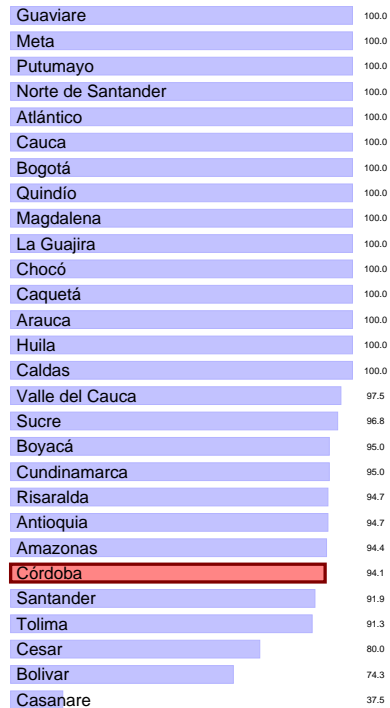 Guaviare 100.0
Meta 100.0
Putumayo 100.0
Norte de Santander 100.0
Atlántico 100.0
Cauca 100.0
Bogotá 100.0
Quindío 100.0
Magdalena 100.0
La Guajira 100.0
Chocó 100.0
Caquetá 100.0
Arauca 100.0
Huila 100.0
Caldas 100.0
Valle del Cauca 97.5
Sucre 96.8
Boyacá 95.0
Cundinamarca 95.0
Risaralda 94.7
Antioquia 94.7
Amazonas 94.4
Córdoba 94.1
Santander 91.9
Tolima 91.3
Cesar 80.0
Bolivar 74.3
Casanare 37.5